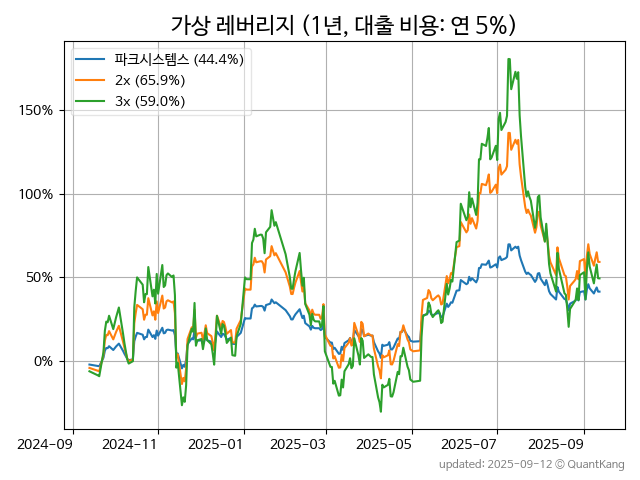 가상 레버리지 (1년, 대출 비용: 연 5%)
파크시스템스 (44.4%)
2x (65.9%)
3x (59.0%)
150%
100%
50%
0%
2024-09 2024-11 2025-01 2025-03 2025-05 2025-07 2025-09
updated: 2025-09-12 © QuantKang